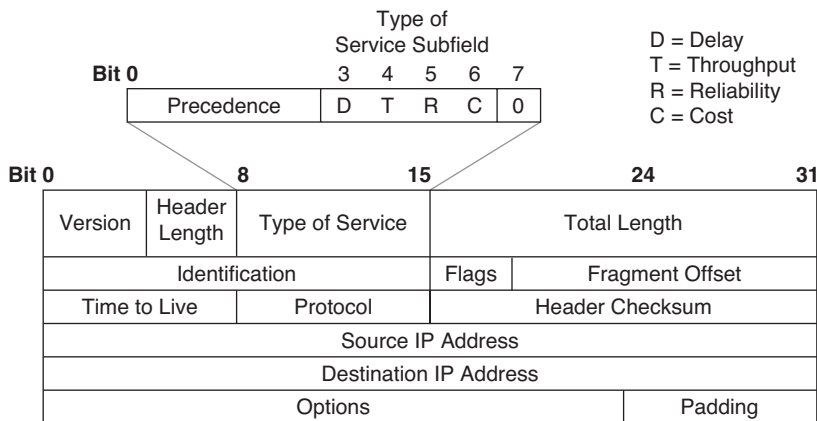 Type of
Service Subfield
D = Delay
T = Throughput
R = Reliability
C = Cost
Bit 0 3 4 5 6 7
Precedence D T R C 0
Bit 0 8 15 24 31
Version Header Length Type of Service Total Length
Identification Flags Fragment Offset
Time to Live Protocol Header Checksum
Source IP Address
Destination IP Address
Options Padding